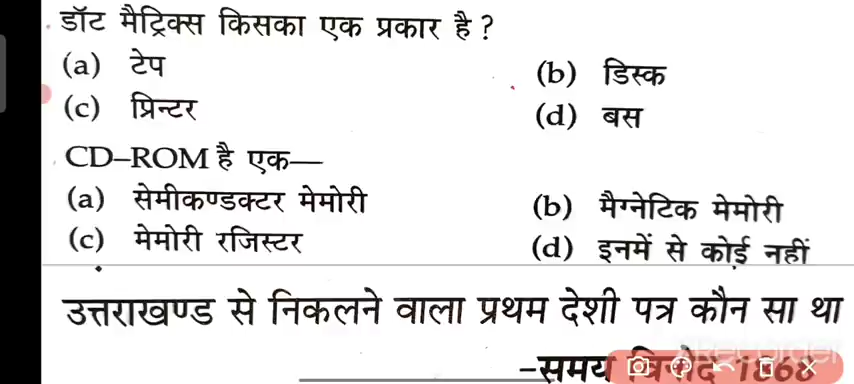 डॉट मैट्रिक्स किसका एक प्रकार है ?
(a) टेप (b) डिस्क
(c) प्रिन्टर (d) बस
CD–ROM है एक—
(a) सेमीकण्डक्टर मेमोरी (b) मैग्नेटिक मेमोरी
(c) मेमोरी रजिस्टर (d) इनमें से कोई नहीं
उत्तराखण्ड से निकलने वाला प्रथम देशी पत्र कौन सा था
–समय विनोद 1868